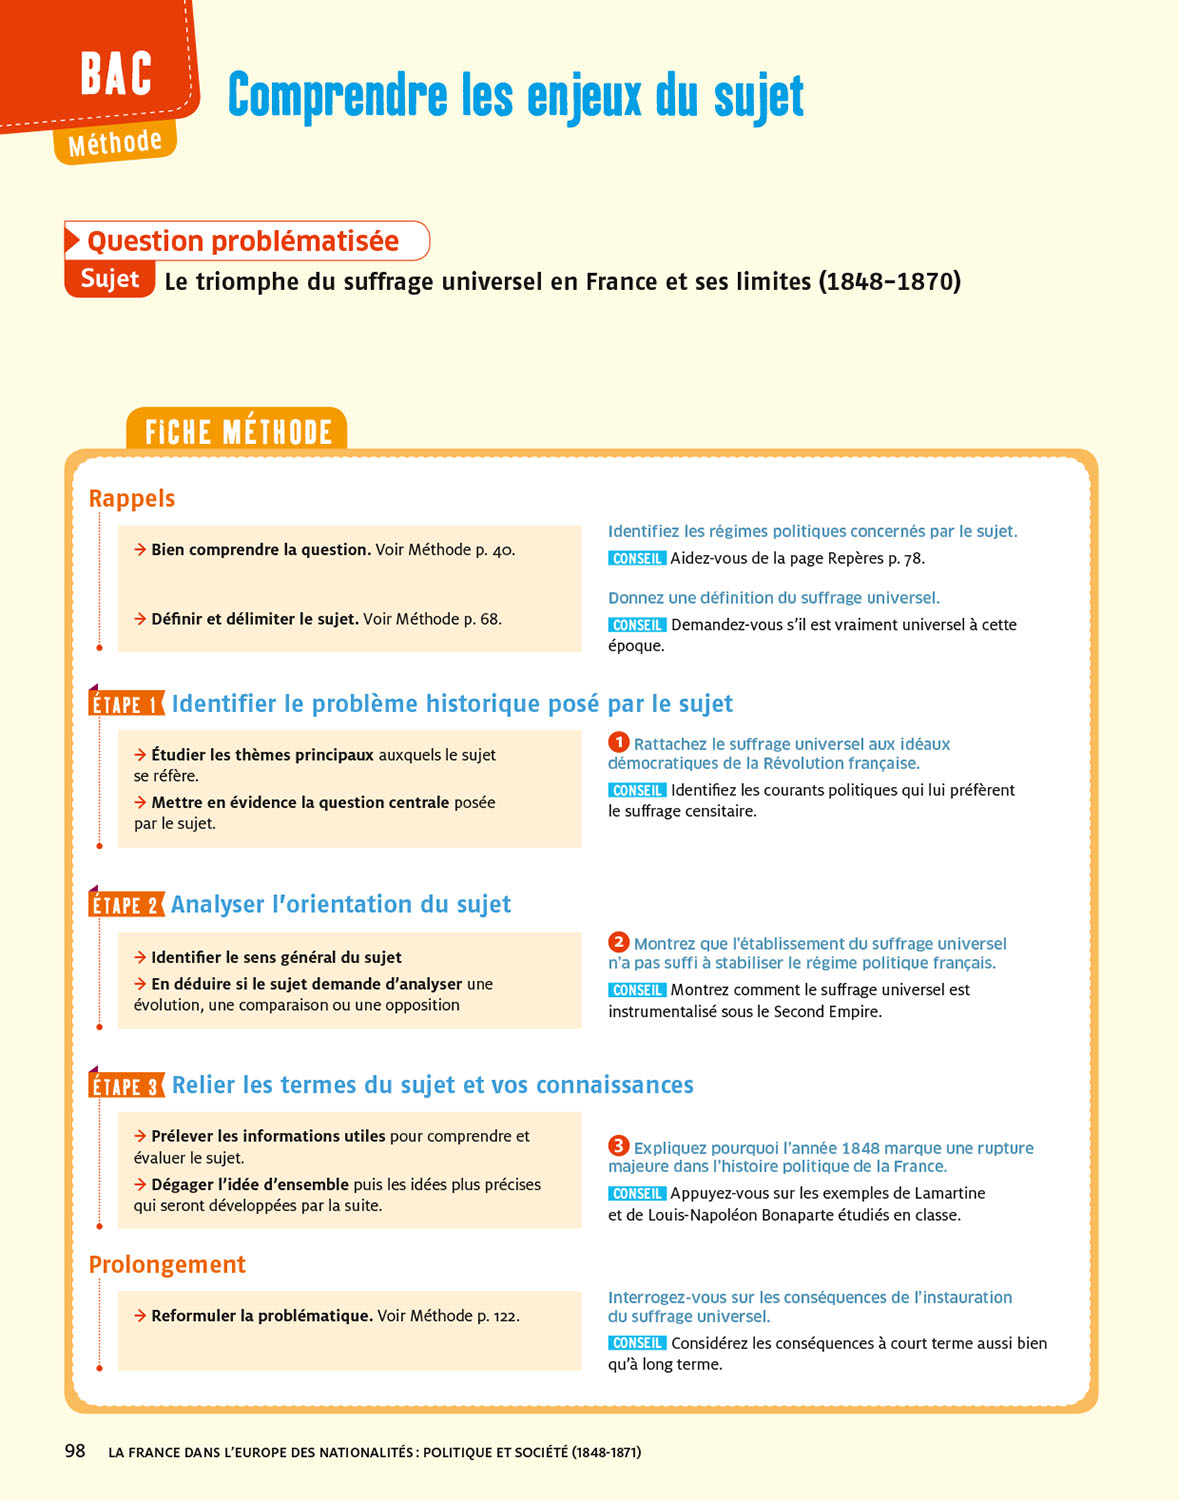 BAC
Méthode
Comprendre les enjeux du sujet
Question problématisée
Sujet Le triomphe du suffrage universel en France et ses limites (1848-1870)
FiCHE MÉTHODE
Rappels
→ Bien comprendre la question. Voir Méthode p. 40.
→ Définir et délimiter le sujet. Voir Méthode p. 68.
Identifiez les régimes politiques concernés par le sujet.
CONSEIL Aidez-vous de la page Repères p. 78.
Donnez une définition du suffrage universel.
CONSEIL Demandez-vous s'il est vraiment universel à cette
époque.
ÉTAPE 1 Identifier le problème historique posé par le sujet
→ Étudier les thèmes principaux auxquels le sujet
se réfère.
→ Mettre en évidence la question centrale posée
par le sujet.
1 Rattachez le suffrage universel aux idéaux
démocratiques de la Révolution française.
CONSEIL Identifiez les courants politiques qui lui préfèrent
le suffrage censitaire.
ÉTAPE 2 Analyser l'orientation du sujet
→ Identifier le sens général du sujet
→ En déduire si le sujet demande d'analyser une
évolution, une comparaison ou une opposition
2 Montrez que l'établissement du suffrage universel
n'a pas suffi à stabiliser le régime politique français.
CONSEIL Montrez comment le suffrage universel est
instrumentalisé sous le Second Empire.
ÉTAPE 3 Relier les termes du sujet et vos connaissances
→ Prélever les informations utiles pour comprendre et
évaluer le sujet.
→ Dégager l'idée d'ensemble puis les idées plus précises
qui seront développées par la suite.
3 Expliquez pourquoi l'année 1848 marque une rupture
majeure dans l'histoire politique de la France.
CONSEIL Appuyez-vous sur les exemples de Lamartine
et de Louis-Napoléon Bonaparte étudiés en classe.
Prolongement
→ Reformuler la problématique. Voir Méthode p. 122.
Interrogez-vous sur les conséquences de l'instauration
du suffrage universel.
CONSEIL Considérez les conséquences à court terme aussi bien
qu'à long terme.
98 LA FRANCE DANS L'EUROPE DES NATIONALITÉS : POLITIQUE ET SOCIÉTÉ (1848-1871)